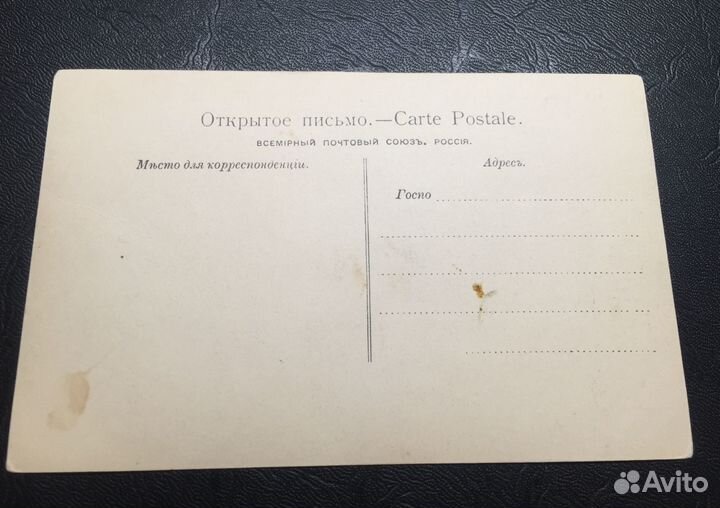 Открытое письмо.—Carte Postale.
ВСЕМІРНЫЙ ПОЧТОВЫЙ СОЮЗЪ. РОССІЯ.
Мѣсто для корреспонденціи.
Адресъ.
Госпо
Avito